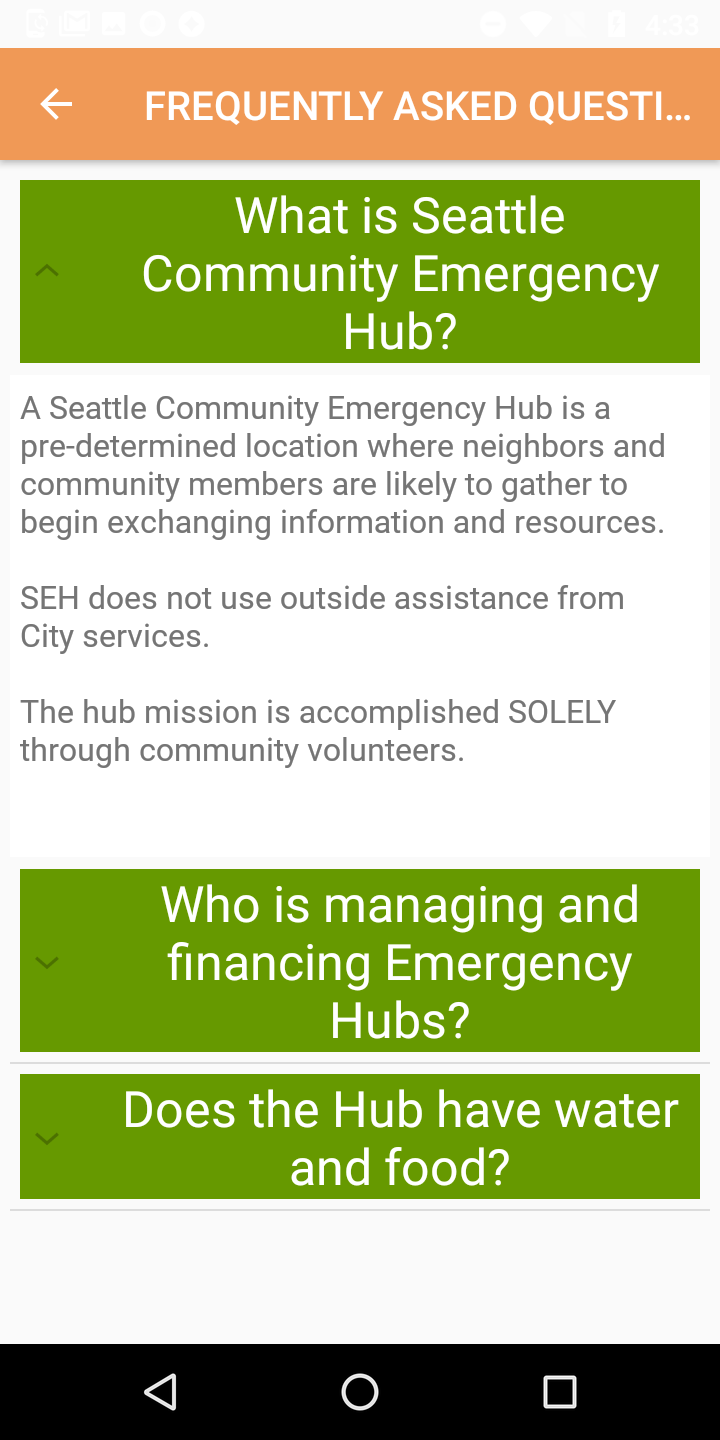 4:33
FREQUENTLY ASKED QUESTI...
What is Seattle
Community Emergency
Hub?
A Seattle Community Emergency Hub is a
pre-determined location where neighbors and
community members are likely to gather to
begin exchanging information and resources.
SEH does not use outside assistance from
City services.
The hub mission is accomplished SOLELY
through community volunteers.
Who is managing and
financing Emergency
Hubs?
Does the Hub have water
and food?